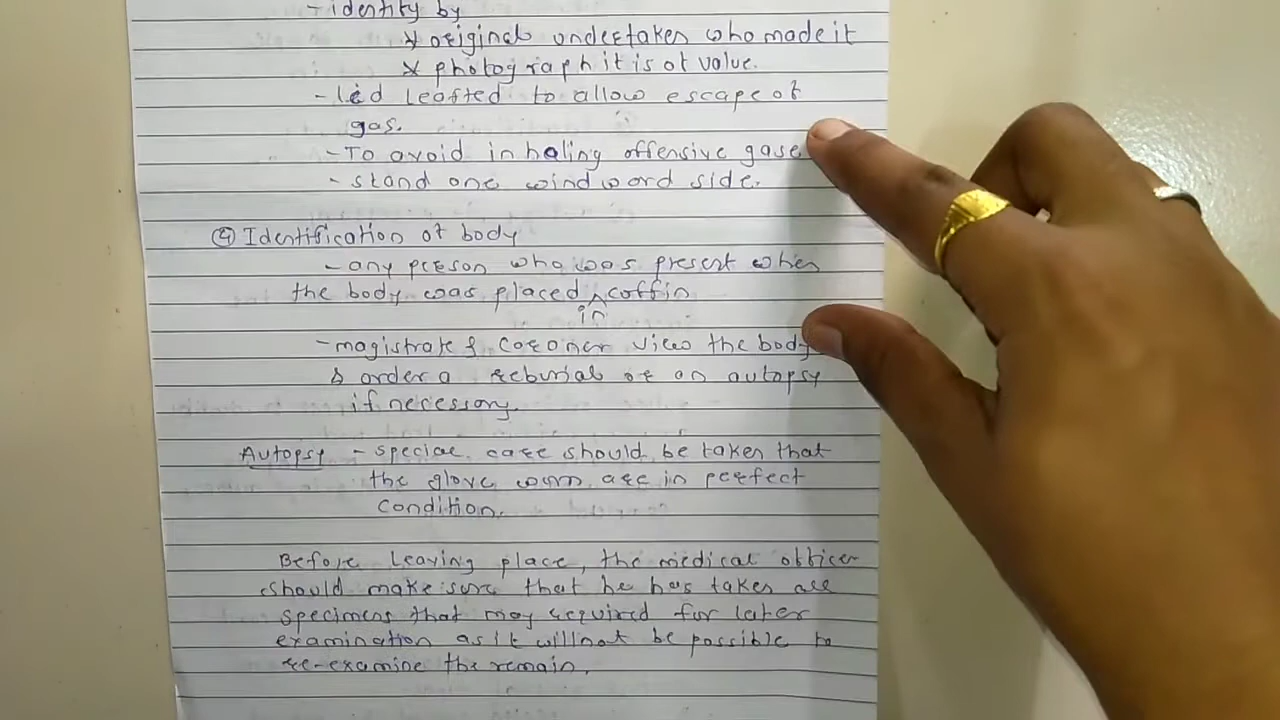 - identity by
* original undertaker who made it
* photograph it is of value.
- lid leafted to allow escape of
gas.
- To avoid inhaling offensive gase
- stand one windword side.
④ Identification of body
- any person who was present when
the body was placed ^ coffin
in
- magistrate & coroner view the body
& order a reburial or an autopsy
if necessary.
Autopsy - special care should be taken that
the glove worn are in perfect
condition.
Before leaving place, the medical officer
should make sure that he has taken all
specimens that may required for later
examination as it will not be possible to
re-examine the remain.